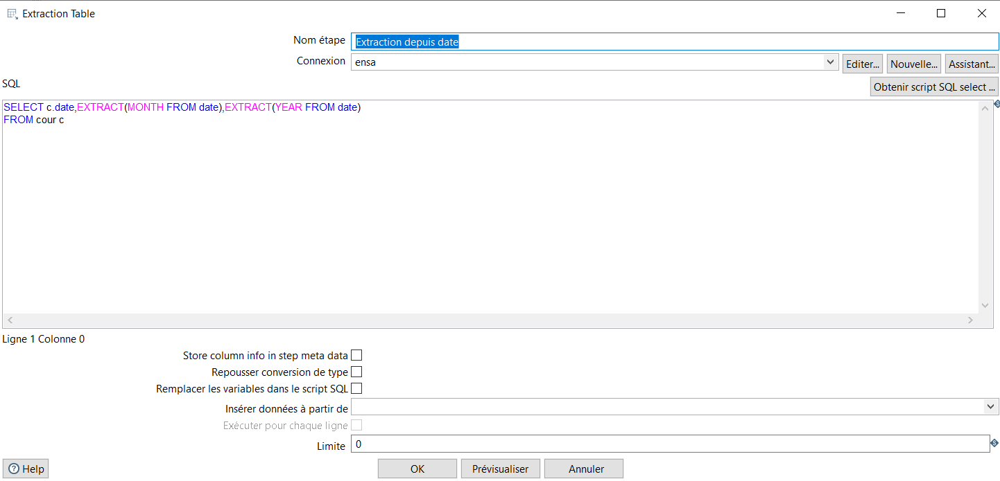 Extraction Table
Nom étape
Extraction depuis date
Connexion
ensa
Editer...
Nouvelle...
Assistant...
SQL
Obtenir script SQL select ...
SELECT c.date,EXTRACT(MONTH FROM date),EXTRACT(YEAR FROM date)
FROM cour c
Ligne 1 Colonne 0
Store column info in step meta data
Repousser conversion de type
Remplacer les variables dans le script SQL
Insérer données à partir de
Exécuter pour chaque ligne
Limite
0
Help
OK
Prévisualiser
Annuler